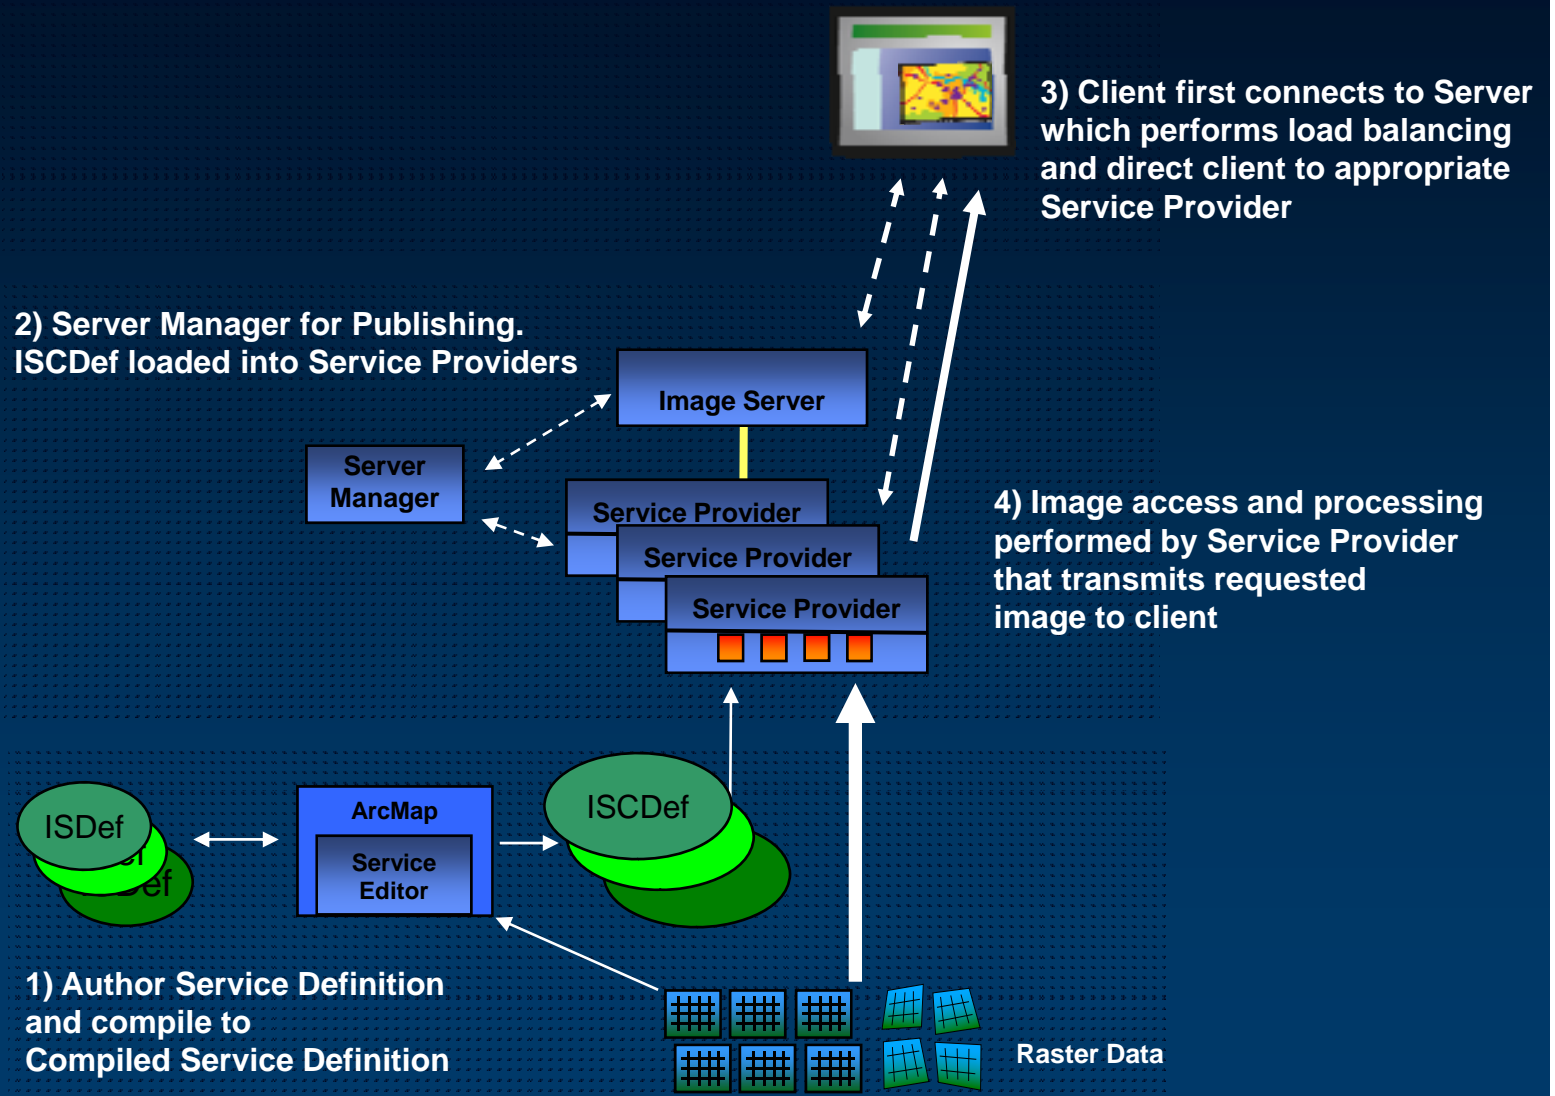 3) Client first connects to Server
which performs load balancing
and direct client to appropriate
Service Provider
2) Server Manager for Publishing.
ISCDef loaded into Service Providers
Image Server
Server
Manager
Service Provider
Service Provider
Service Provider
4) Image access and processing
performed by Service Provider
that transmits requested
image to client
ISDef
ef
Def
ArcMap
Service
Editor
ISCDef
1) Author Service Definition
and compile to
Compiled Service Definition
Raster Data